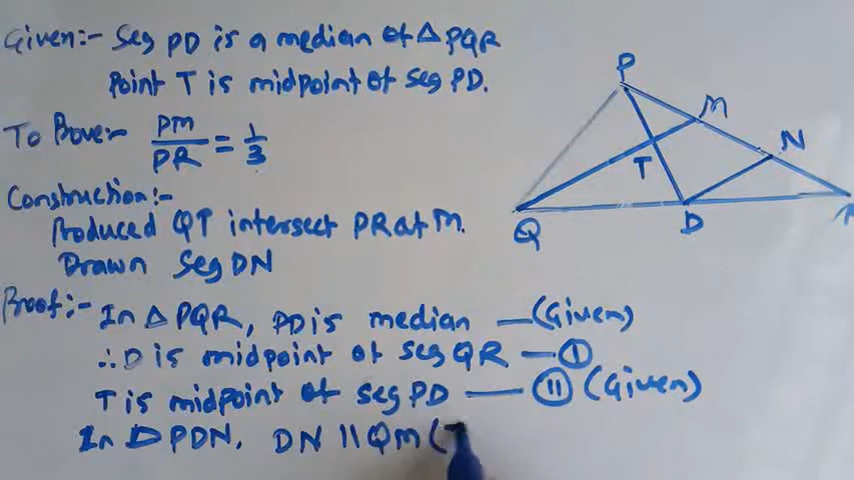 Given:- Seg PD is a median of △PQR
Point T is midpoint of seg PD.
To Prove:- PM/PR = 1/3
Construction:-
Produced QT intersect PR at M.
Drawn seg DN
Proof:- In △PQR, PD is median —(Given)
∴ D is midpoint of seg QR — Ⓘ
T is midpoint of seg PD —— Ⓘⓘ (Given)
In △PDN, DN || QM (
P
M
N
T
Q
D